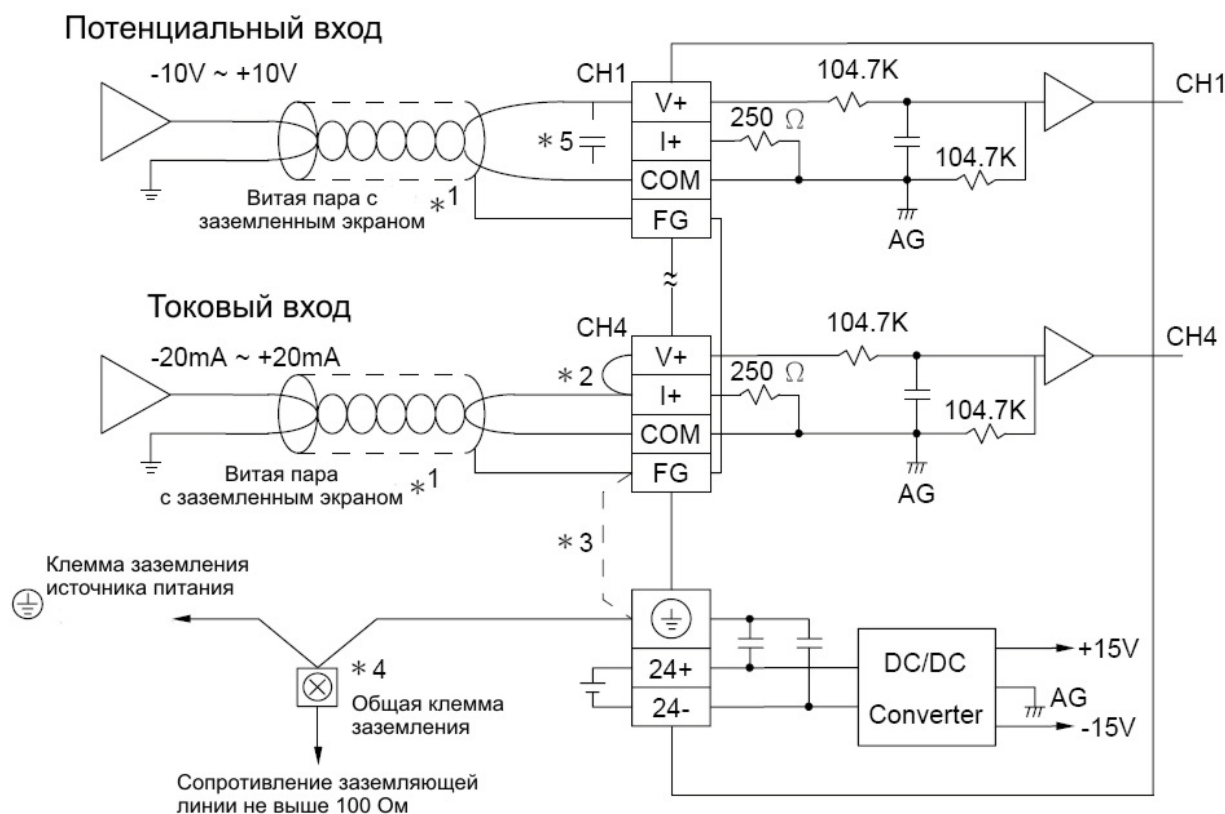 Потенциальный вход
-10V ~ +10V
CH1
V+
I+
COM
FG
∗5
250 Ω
104.7K
104.7K
AG
CH1
Витая пара с
заземленным экраном ∗1
≈
Токовый вход
-20mA ~ +20mA
CH4
V+
I+
COM
FG
∗2
250 Ω
104.7K
104.7K
AG
CH4
Витая пара
с заземленным экраном ∗1
∗3
Клемма заземления
источника питания
∗4
Общая клемма
заземления
Сопротивление заземляющей
линии не выше 100 Ом
24+
24-
DC/DC
Converter
+15V
AG
-15V